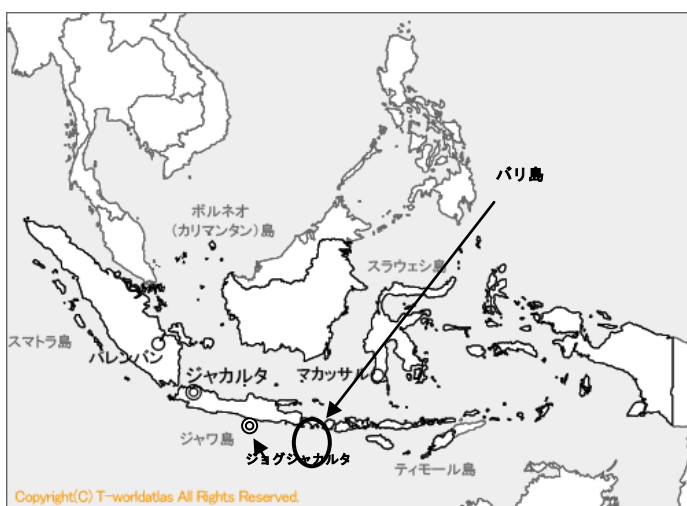 バリ島
ボルネオ
(カリマンタン)島
スラウェシ島
スマトラ島
パレンバン
マカッサル
ジャカルタ
ジャワ島
ジョグジャカルタ
ティモール島
Copyright(C) T-worldatlas All Rights Reserved.